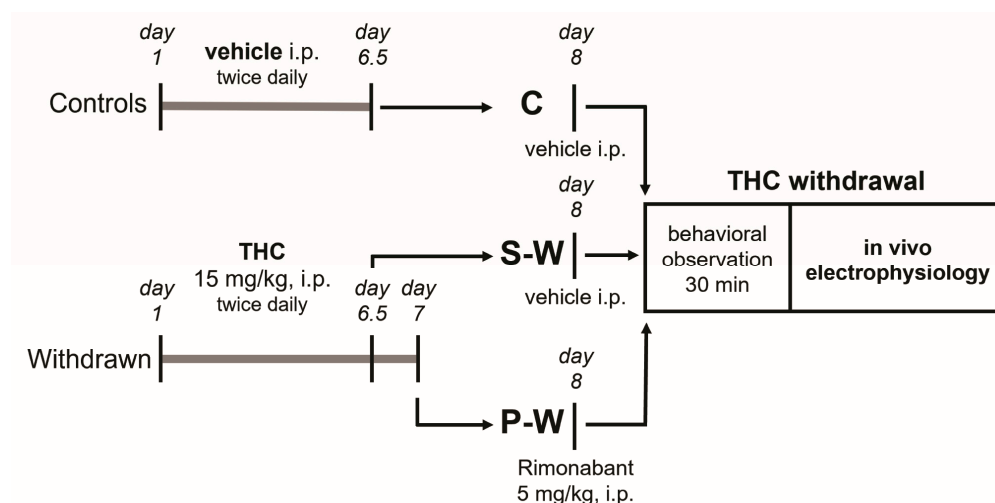 day
1
vehicle i.p.
twice daily
day
6.5
day
8
Controls
C
vehicle i.p.
THC withdrawal
day
8
THC
15 mg/kg, i.p.
twice daily
S-W
vehicle i.p.
behavioral
observation
30 min
in vivo
electrophysiology
day
1
day
6.5
day
7
Withdrawn
day
8
P-W
Rimonabant
5 mg/kg, i.p.